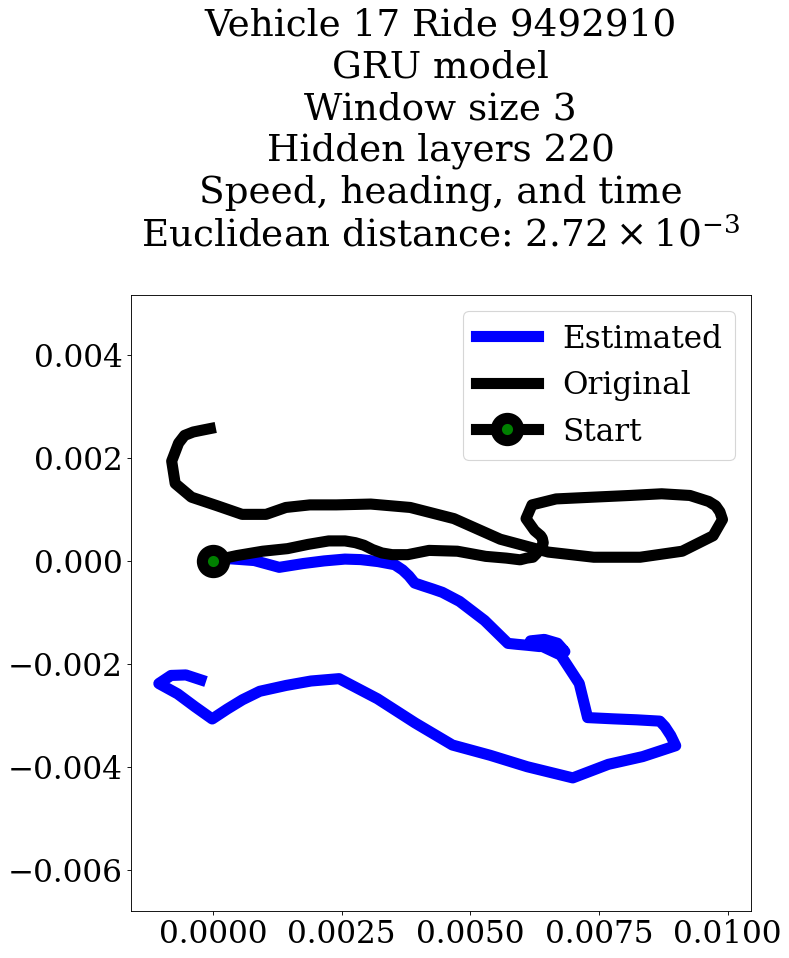 Vehicle 17 Ride 9492910
GRU model
Window size 3
Hidden layers 220
Speed, heading, and time
Euclidean distance: 2.72 × 10⁻³
Estimated
Original
Start
0.004
0.002
0.000
−0.002
−0.004
−0.006
0.0000 0.0025 0.0050 0.0075 0.0100